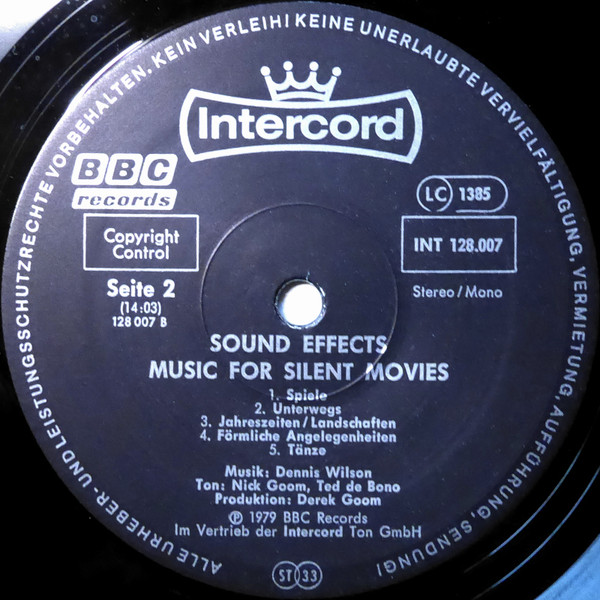 ALLE URHEBER- UND LEISTUNGSSCHUTZRECHTE VORBEHALTEN. KEIN VERLEIH! KEINE UNERLAUBTE VERVIELFÄLTIGUNG, VERMIETUNG, AUFFÜHRUNG, SENDUNG!
Intercord
BBC
records
LC 1385
Copyright
Control
INT 128.007
Seite 2
(14:03)
128 007 B
Stereo/Mono
SOUND EFFECTS
MUSIC FOR SILENT MOVIES
1. Spiele
2. Unterwegs
3. Jahreszeiten/Landschaften
4. Förmliche Angelegenheiten
5. Tänze
Musik: Dennis Wilson
Ton: Nick Goom, Ted de Bono
Produktion: Derek Goom
Ⓟ 1979 BBC Records
Im Vertrieb der Intercord Ton GmbH
ST 33